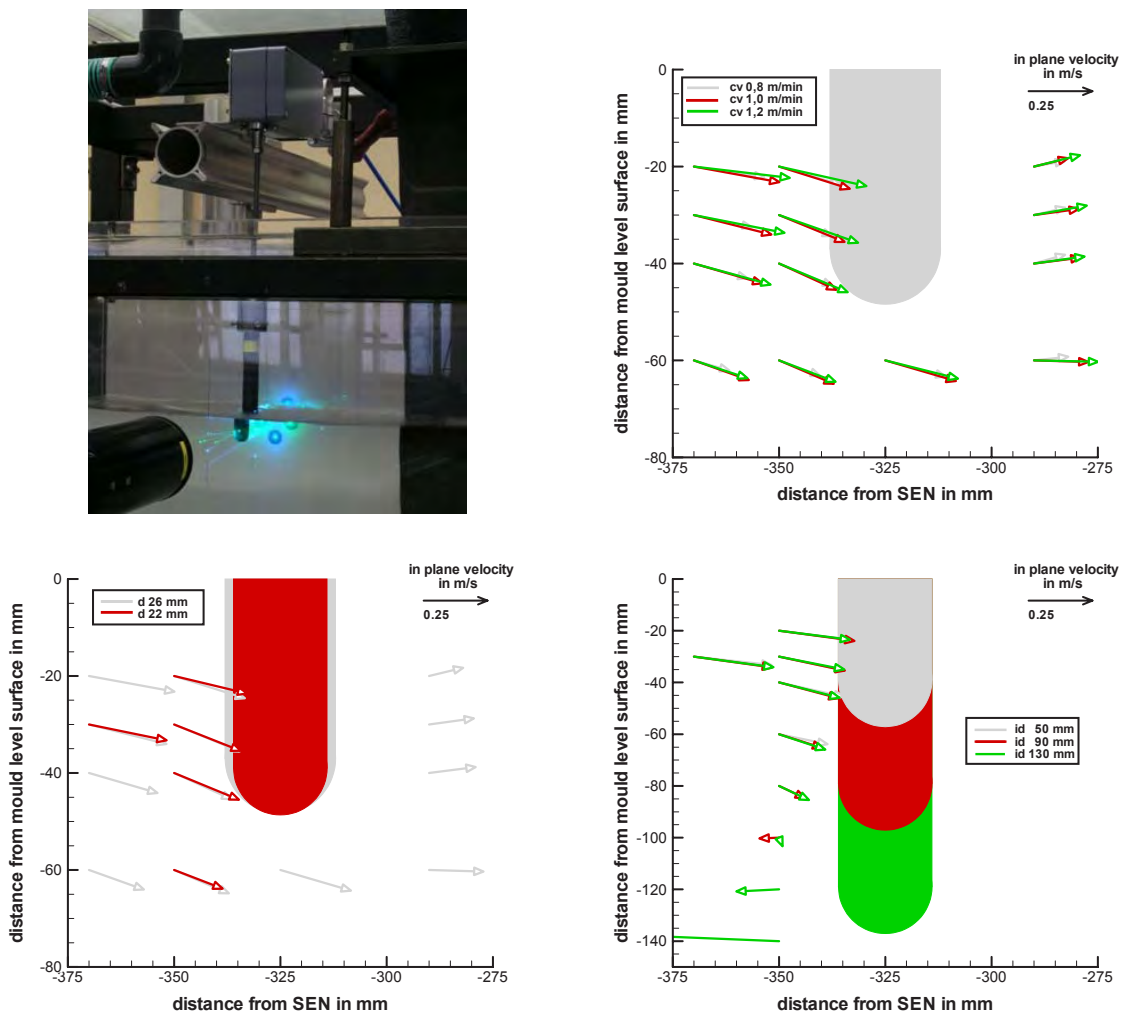 0
-20
-40
-60
-80
-375
-350
-325
-300
-275
distance from mould level surface in mm
distance from SEN in mm
cv 0,8 m/min
cv 1,0 m/min
cv 1,2 m/min
in plane velocity
in m/s
0.25
0
-20
-40
-60
-80
-375
-350
-325
-300
-275
distance from mould level surface in mm
distance from SEN in mm
d 26 mm
d 22 mm
in plane velocity
in m/s
0.25
0
-20
-40
-60
-80
-100
-120
-140
-375
-350
-325
-300
-275
distance from mould level surface in mm
distance from SEN in mm
in plane velocity
in m/s
0.25
id 50 mm
id 90 mm
id 130 mm